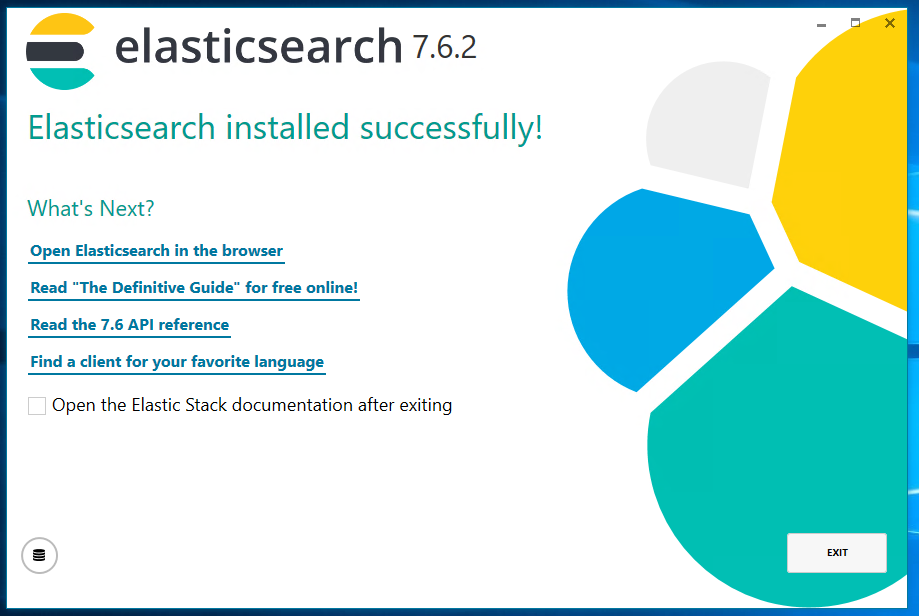 elasticsearch 7.6.2
Elasticsearch installed successfully!
What's Next?
Open Elasticsearch in the browser
Read "The Definitive Guide" for free online!
Read the 7.6 API reference
Find a client for your favorite language
Open the Elastic Stack documentation after exiting
EXIT